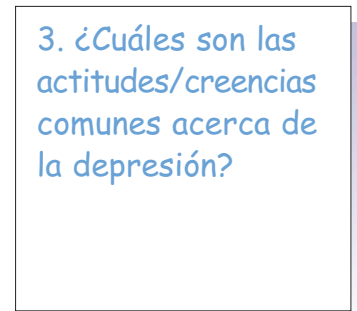 3. ¿Cuáles son las
actitudes/creencias
comunes acerca de
la depresión?